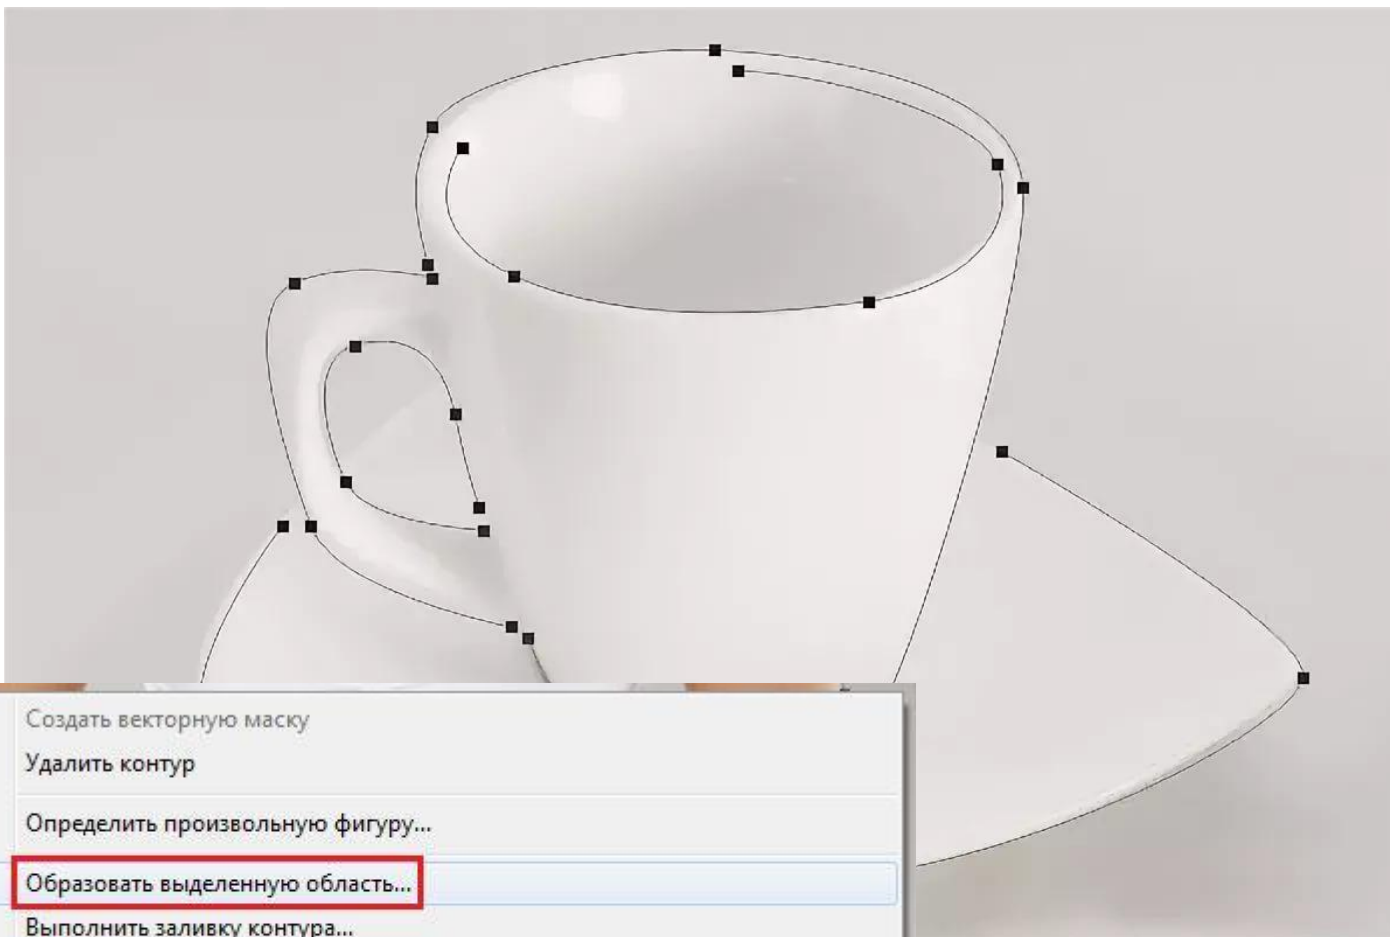 Создать векторную маску
Удалить контур
Определить произвольную фигуру...
Образовать выделенную область...
Выполнить заливку контура...